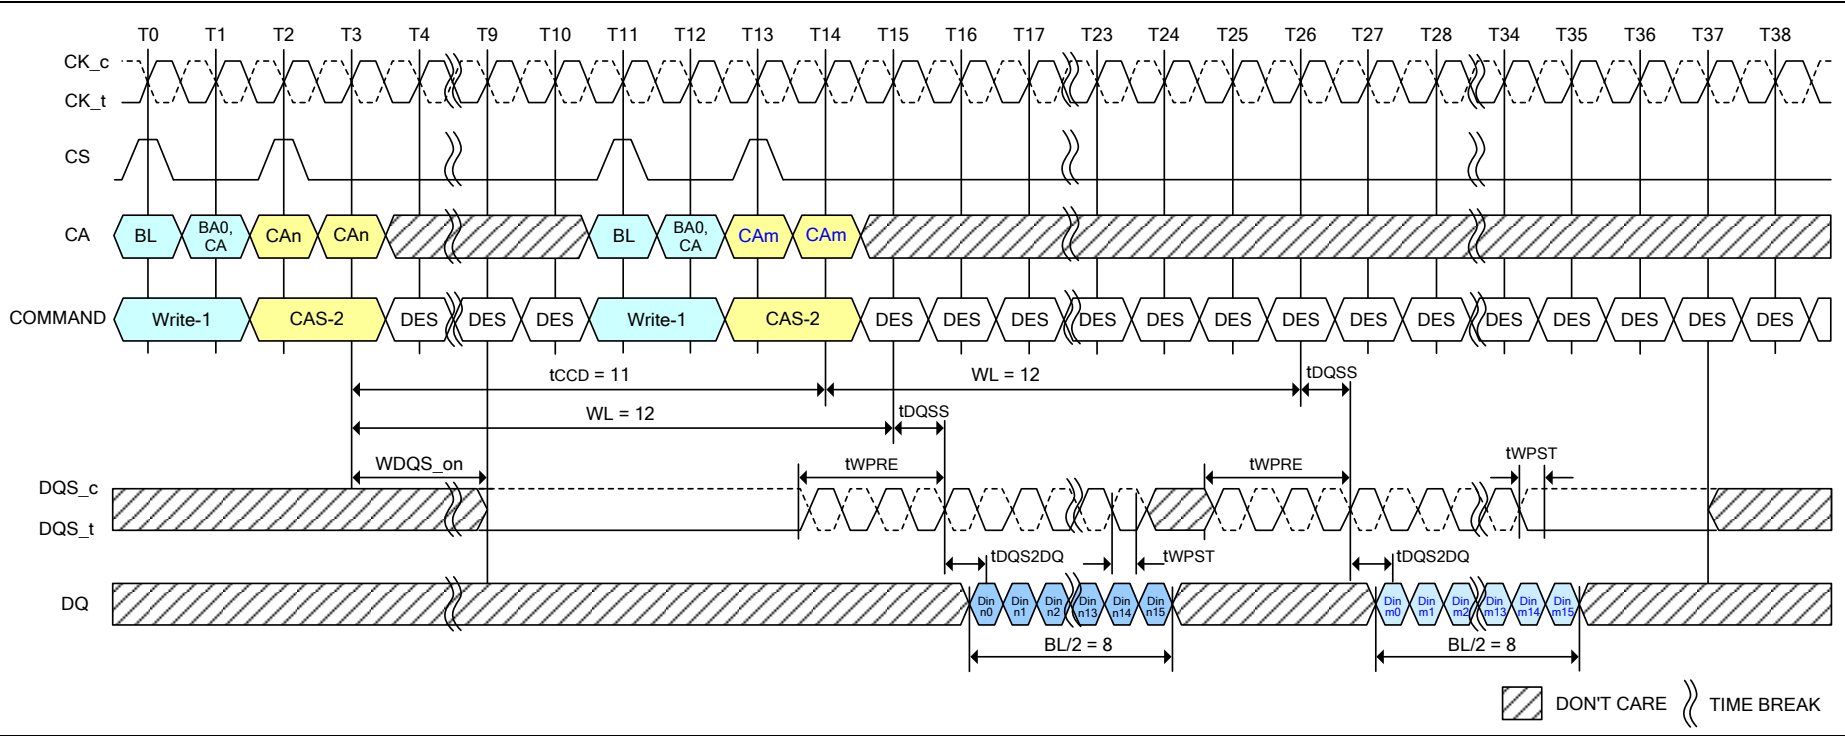 T0 T1 T2 T3 T4 T9 T10 T11 T12 T13 T14 T15 T16 T17 T23 T24 T25 T26 T27 T28 T34 T35 T36 T37 T38
CK_c
CK_t
CS
CA BL BA0, CA CAn CAn BL BA0, CA CAm CAm
COMMAND Write-1 CAS-2 DES DES DES Write-1 CAS-2 DES DES DES DES DES DES DES DES DES DES DES DES DES DES
tCCD = 11 WL = 12 tDQSS
WL = 12 tDQSS
WDQS_on tWPRE tWPRE tWPST
DQS_c
DQS_t
tDQS2DQ tWPST tDQS2DQ
DQ Din n0 Din n1 Din n2 Din n13 Din n14 Din n15 Din m0 Din m1 Din m2 Din m13 Din m14 Din m15
BL/2 = 8 BL/2 = 8
DON'T CARE TIME BREAK